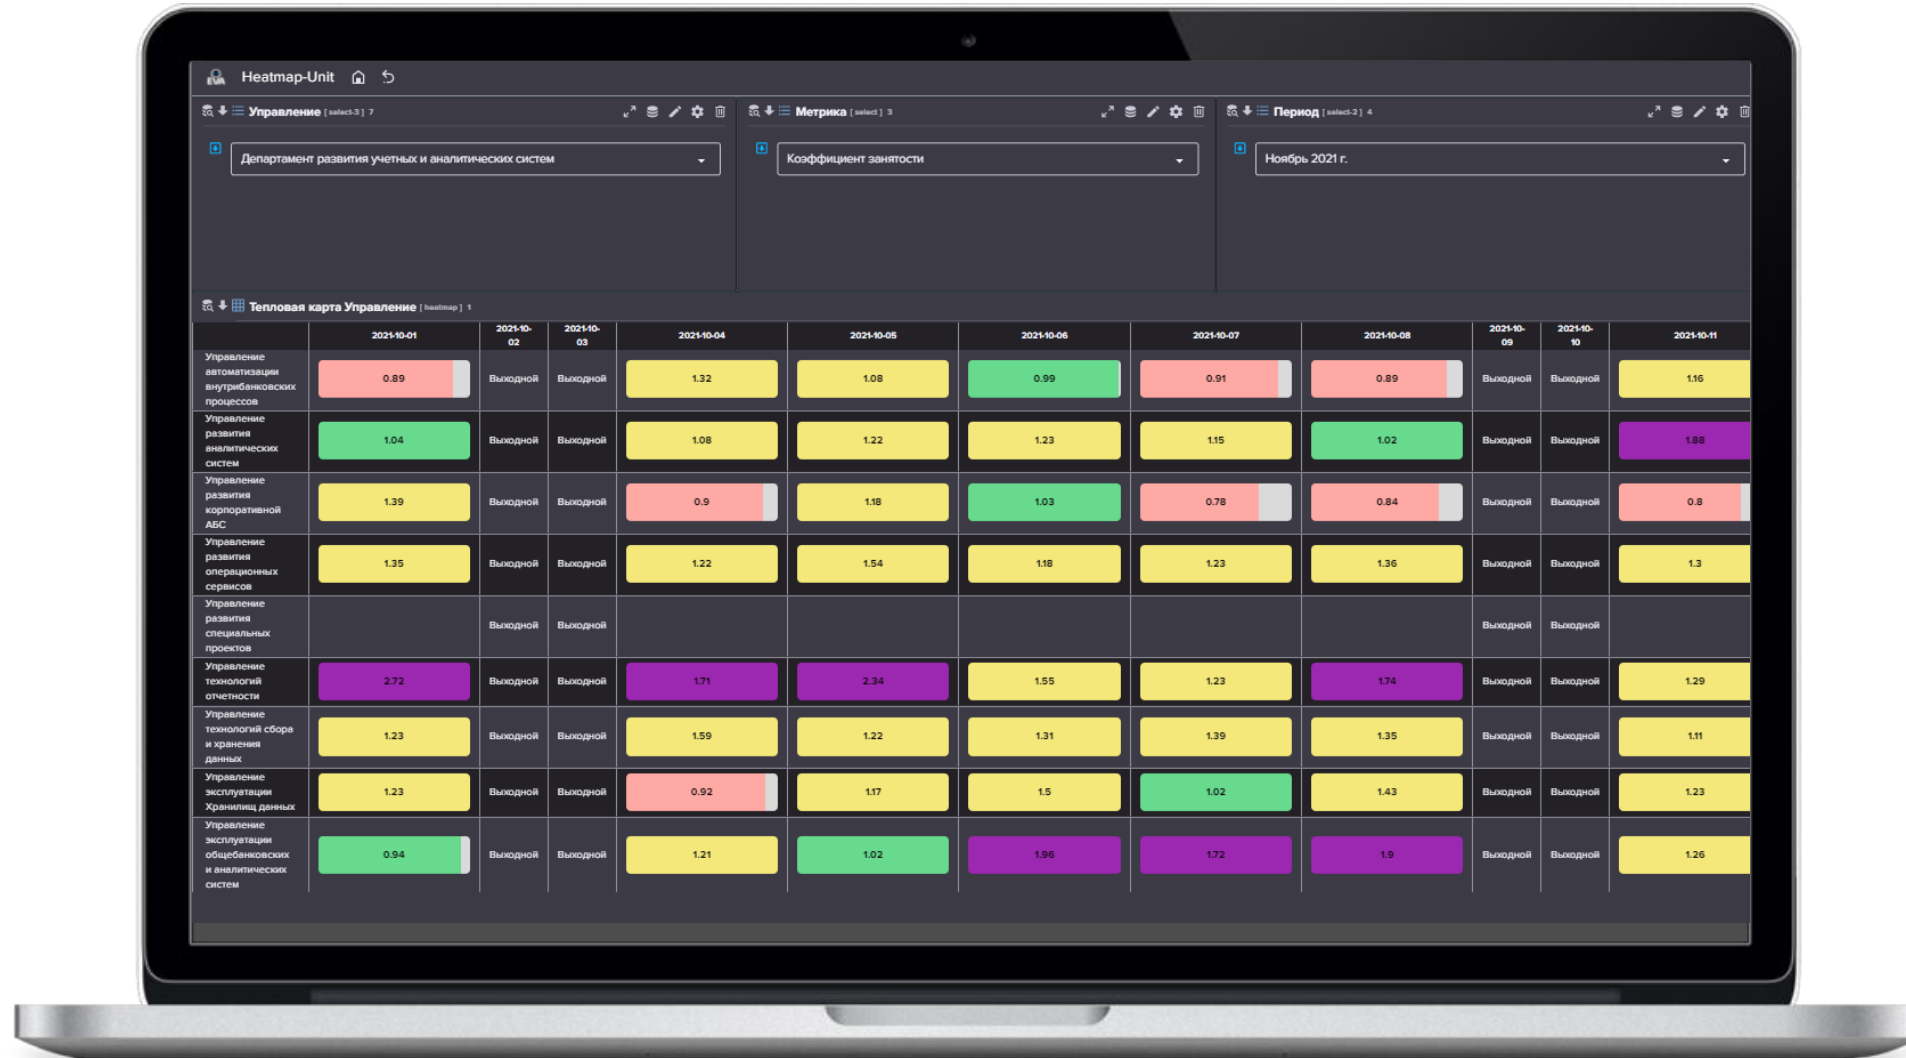 EVA Heatmap-Unit
Управление [ select-3 ] 7
Метрика [ select ] 3
Период [ select-2 ] 4
Департамент развития учетных и аналитических систем
Коэффициент занятости
Ноябрь 2021 г.
Тепловая карта Управление [ heatmap ] 1
2021-10-01 2021-10-02 2021-10-03 2021-10-04 2021-10-05 2021-10-06 2021-10-07 2021-10-08 2021-10-09 2021-10-10 2021-10-11
Управление
автоматизации
внутрибанковских
процессов
0.89 Выходной Выходной 1.32 1.08 0.99 0.91 0.89 Выходной Выходной 1.16
Управление
развития
аналитических
систем
1.04 Выходной Выходной 1.08 1.22 1.23 1.15 1.02 Выходной Выходной 1.88
Управление
развития
корпоративной
АБС
1.39 Выходной Выходной 0.9 1.18 1.03 0.78 0.84 Выходной Выходной 0.8
Управление
развития
операционных
сервисов
1.35 Выходной Выходной 1.22 1.54 1.18 1.23 1.36 Выходной Выходной 1.3
Управление
развития
специальных
проектов
Выходной Выходной Выходной Выходной
Управление
технологий
отчетности
2.72 Выходной Выходной 1.71 2.34 1.55 1.23 1.74 Выходной Выходной 1.29
Управление
технологий сбора
и хранения
данных
1.23 Выходной Выходной 1.59 1.22 1.31 1.39 1.35 Выходной Выходной 1.11
Управление
эксплуатации
Хранилищ данных
1.23 Выходной Выходной 0.92 1.17 1.5 1.02 1.43 Выходной Выходной 1.23
Управление
эксплуатации
общебанковских
и аналитических
систем
0.94 Выходной Выходной 1.21 1.02 1.96 1.72 1.9 Выходной Выходной 1.26